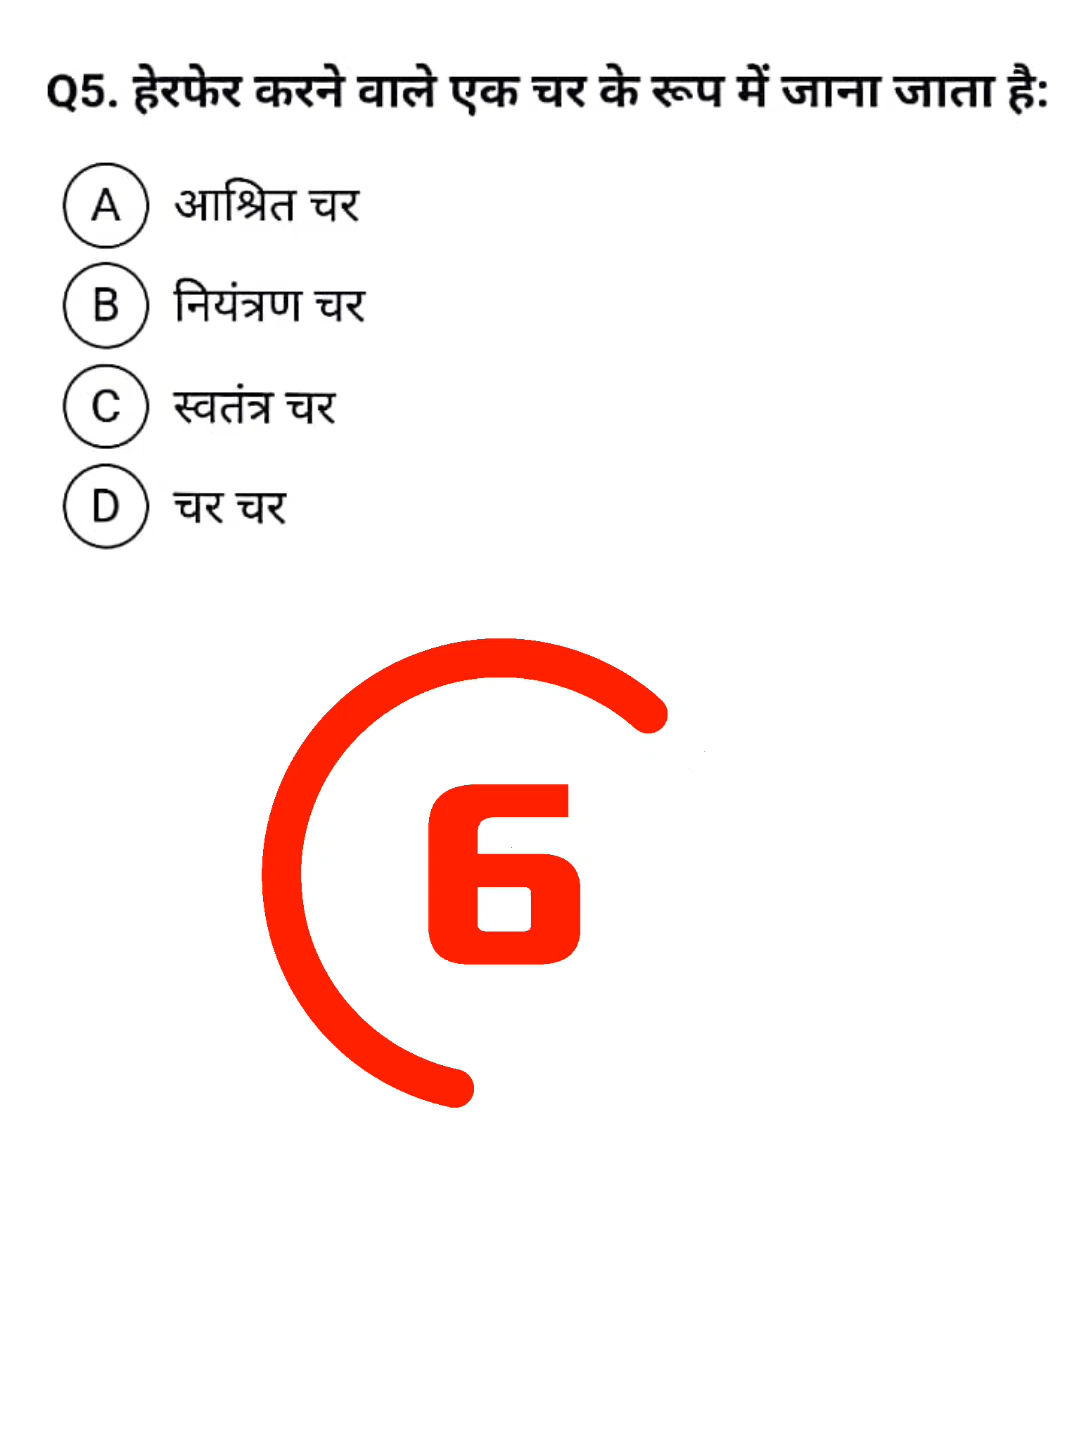 Q5. हेरफेर करने वाले एक चर के रूप में जाना जाता है:
A आश्रित चर
B नियंत्रण चर
C स्वतंत्र चर
D चर चर
6